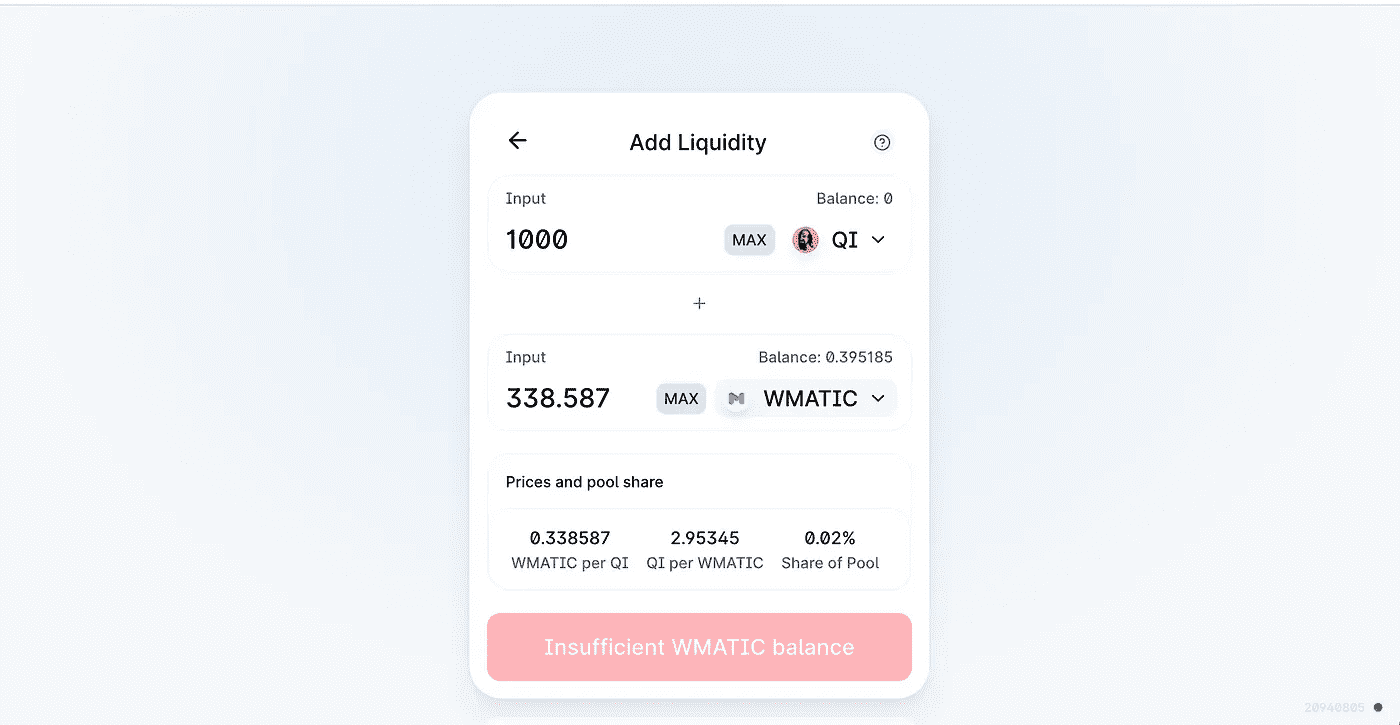 Add Liquidity
Input Balance: 0
1000 MAX QI
+
Input Balance: 0.395185
338.587 MAX WMATIC
Prices and pool share
0.338587 2.95345 0.02%
WMATIC per QI QI per WMATIC Share of Pool
Insufficient WMATIC balance
20940805